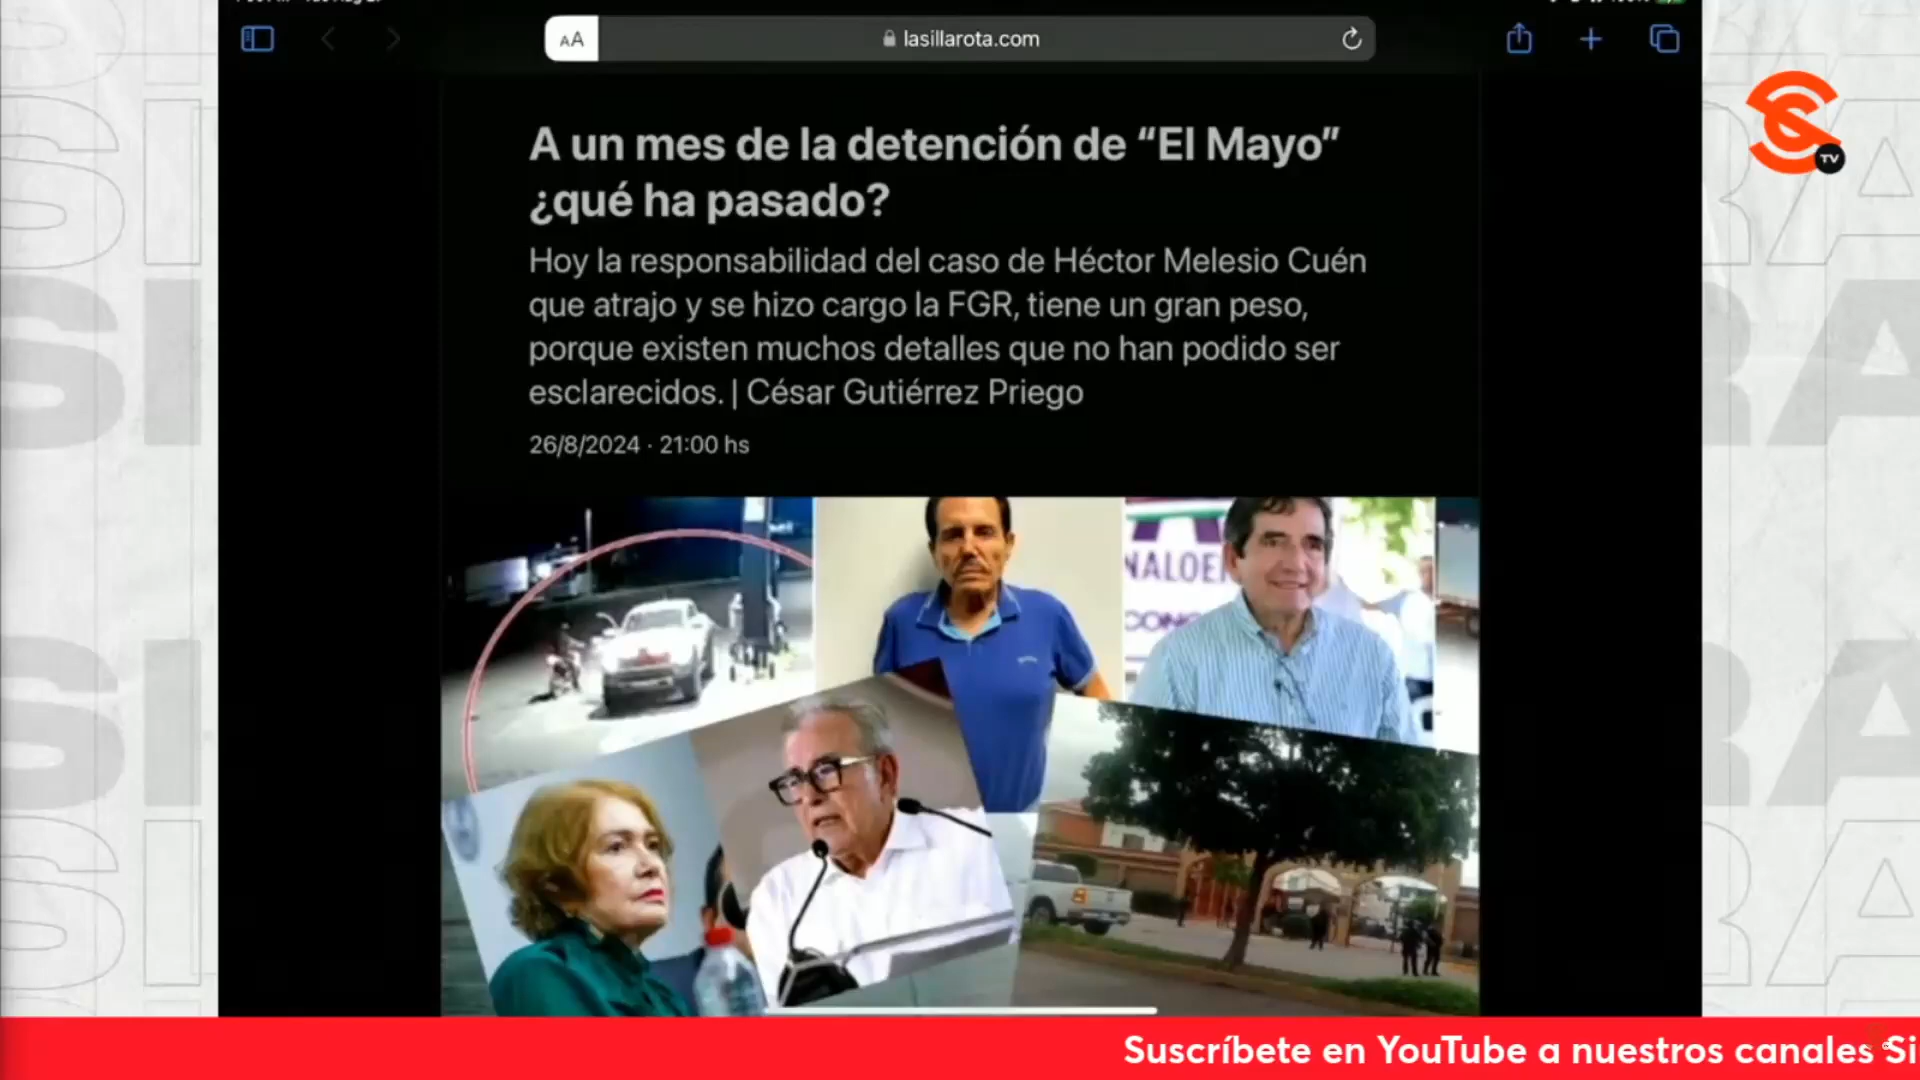 AA
lasillarota.com
TV
A un mes de la detención de “El Mayo”
¿qué ha pasado?
Hoy la responsabilidad del caso de Héctor Melesio Cuén
que atrajo y se hizo cargo la FGR, tiene un gran peso,
porque existen muchos detalles que no han podido ser
esclarecidos. | César Gutiérrez Priego
26/8/2024 · 21:00 hs
NALOE
CONG
Suscríbete en YouTube a nuestros canales Si